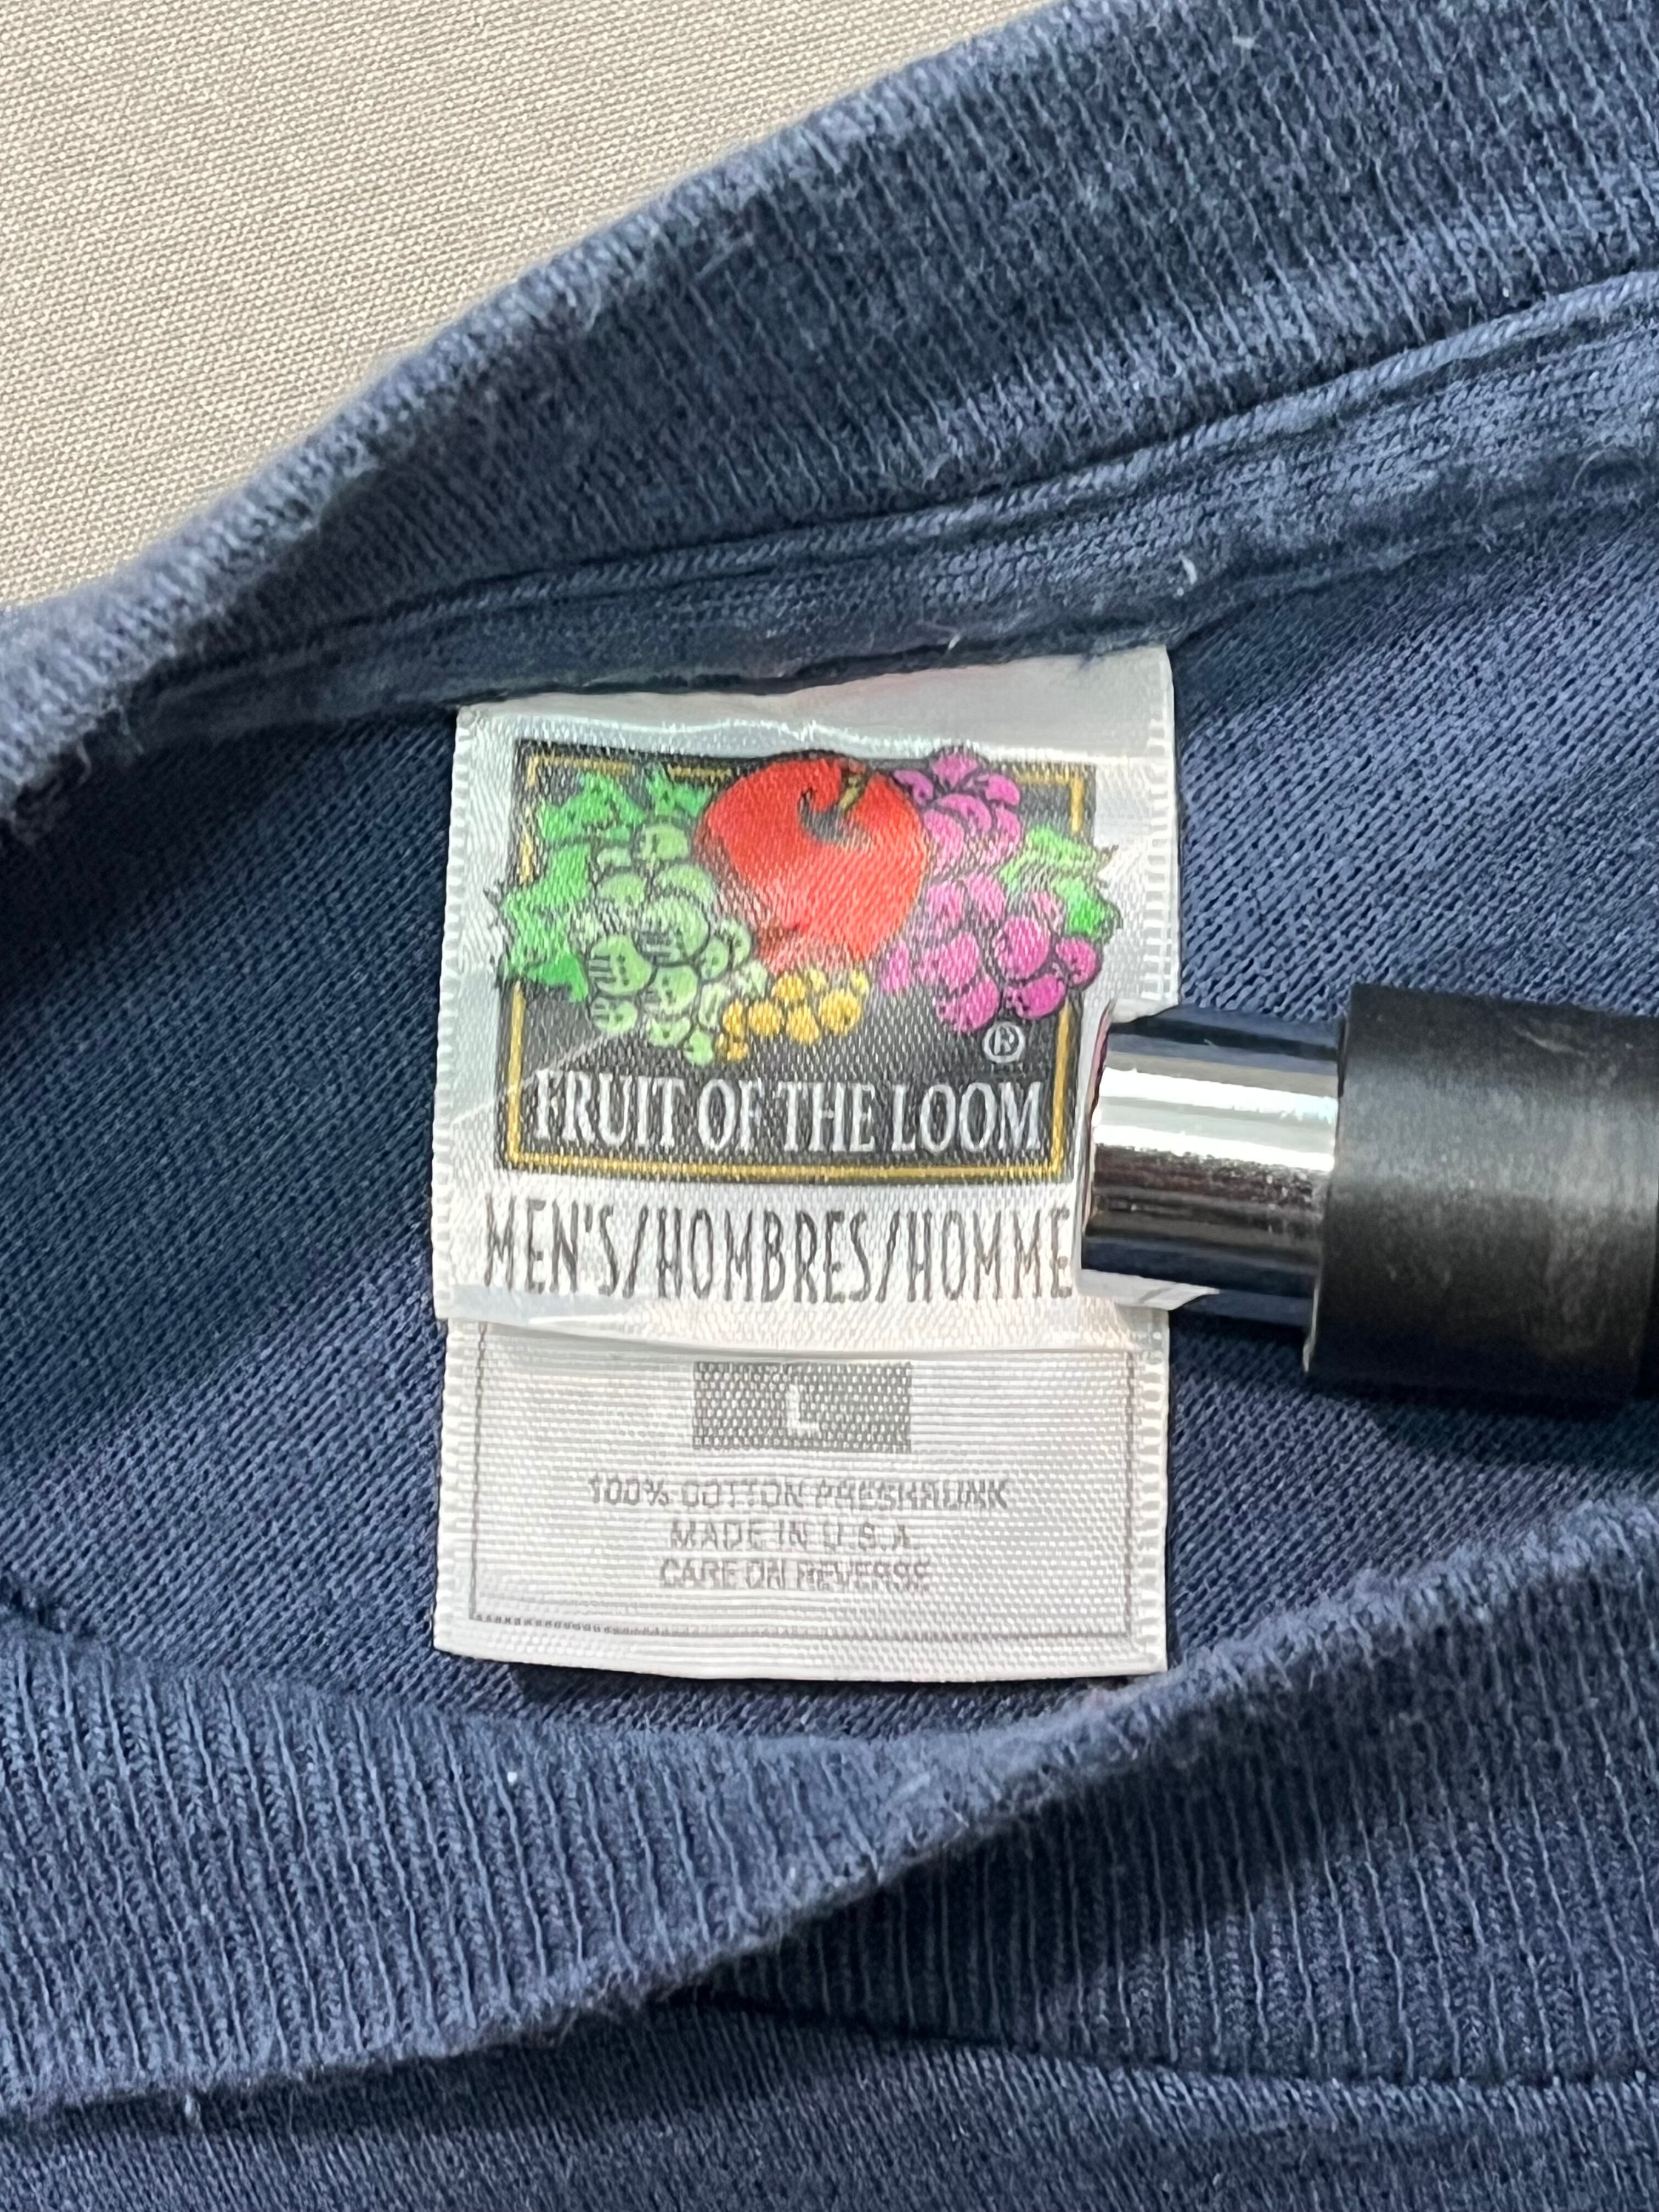 ®
FRUIT OF THE LOOM
MEN'S/HOMBRES/HOMME
L
100% COTTON PRESHRUNK
MADE IN U.S.A.
CARE ON REVERSE